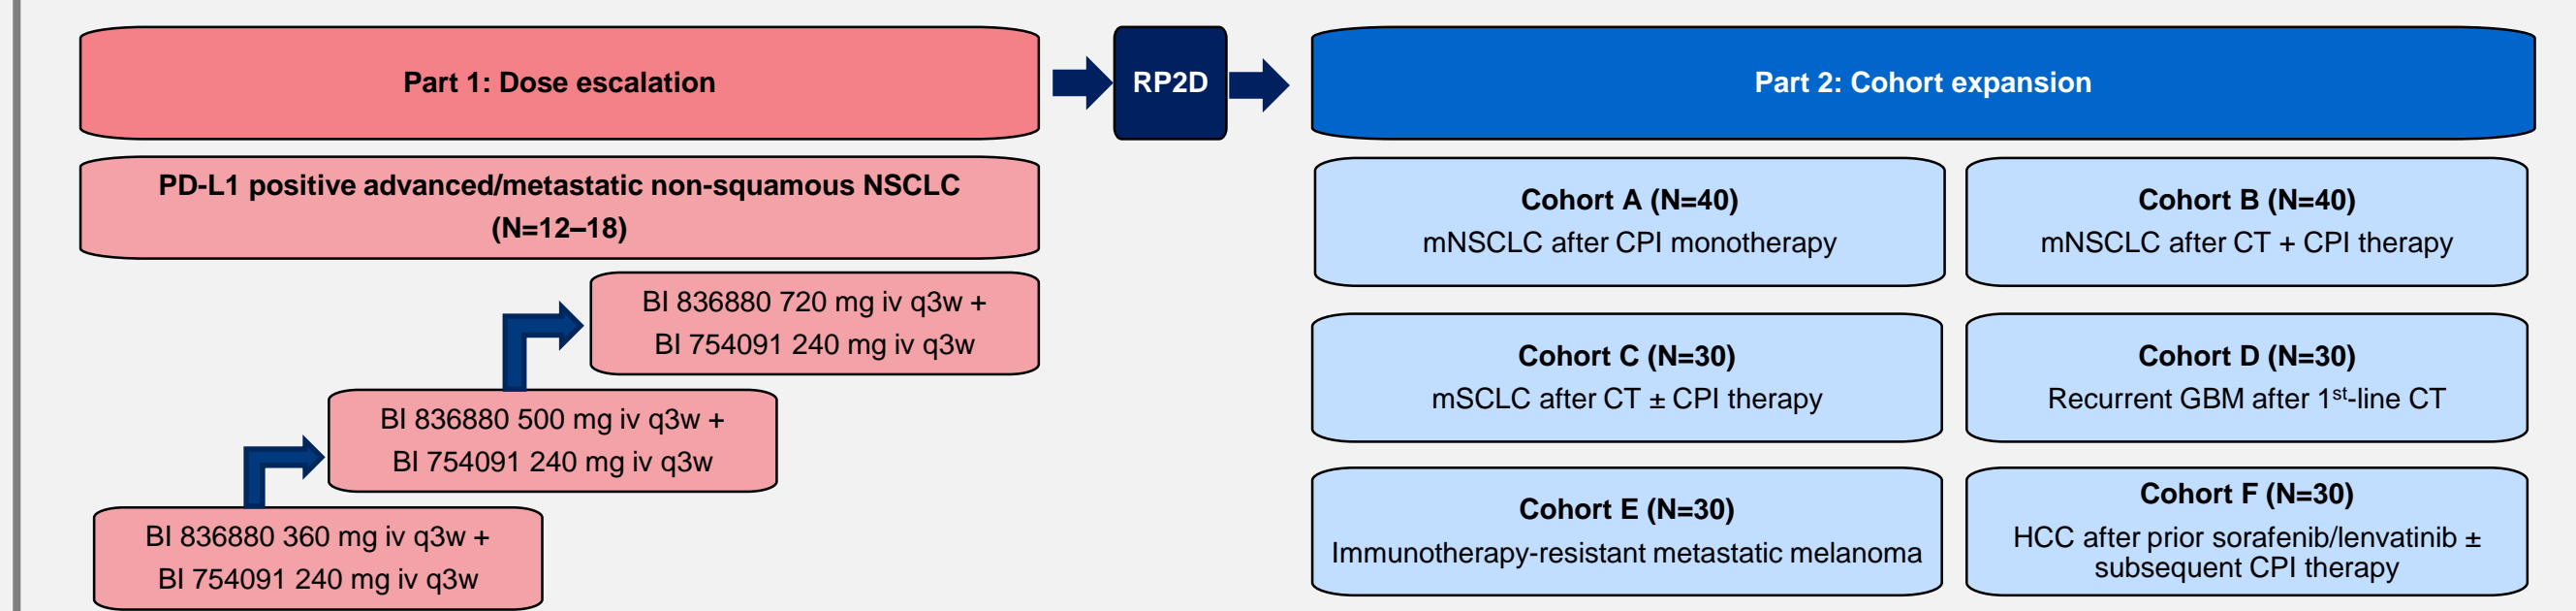 Part 1: Dose escalation
RP2D
Part 2: Cohort expansion
PD-L1 positive advanced/metastatic non-squamous NSCLC
(N=12–18)
BI 836880 720 mg iv q3w +
BI 754091 240 mg iv q3w
BI 836880 500 mg iv q3w +
BI 754091 240 mg iv q3w
BI 836880 360 mg iv q3w +
BI 754091 240 mg iv q3w
Cohort A (N=40)
mNSCLC after CPI monotherapy
Cohort B (N=40)
mNSCLC after CT + CPI therapy
Cohort C (N=30)
mSCLC after CT ± CPI therapy
Cohort D (N=30)
Recurrent GBM after 1st-line CT
Cohort E (N=30)
Immunotherapy-resistant metastatic melanoma
Cohort F (N=30)
HCC after prior sorafenib/lenvatinib ±
subsequent CPI therapy